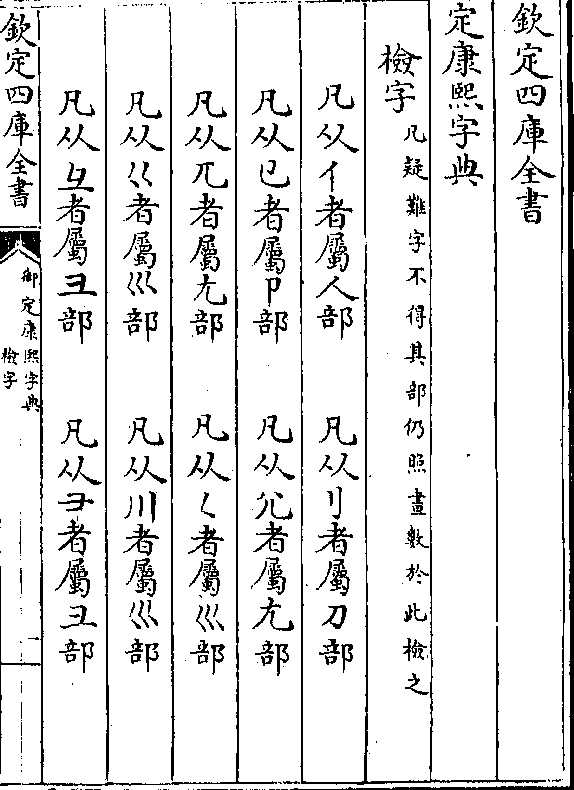 欽定四庫全書
定康熙字典
檢字 凡疑難字不得其部仍照畫數於此檢之
凡从亻者屬人部 凡从刂者屬刀部
凡从㔾者屬卩部 凡从尣者屬尢部
凡从兀者屬尢部 凡从𡿨者屬巛部
凡从巜者屬巛部 凡从川者屬巛部
凡从彑者屬彐部 凡从⺕者屬彐部
欽定四庫全書
御定康熙字典
檢字
一